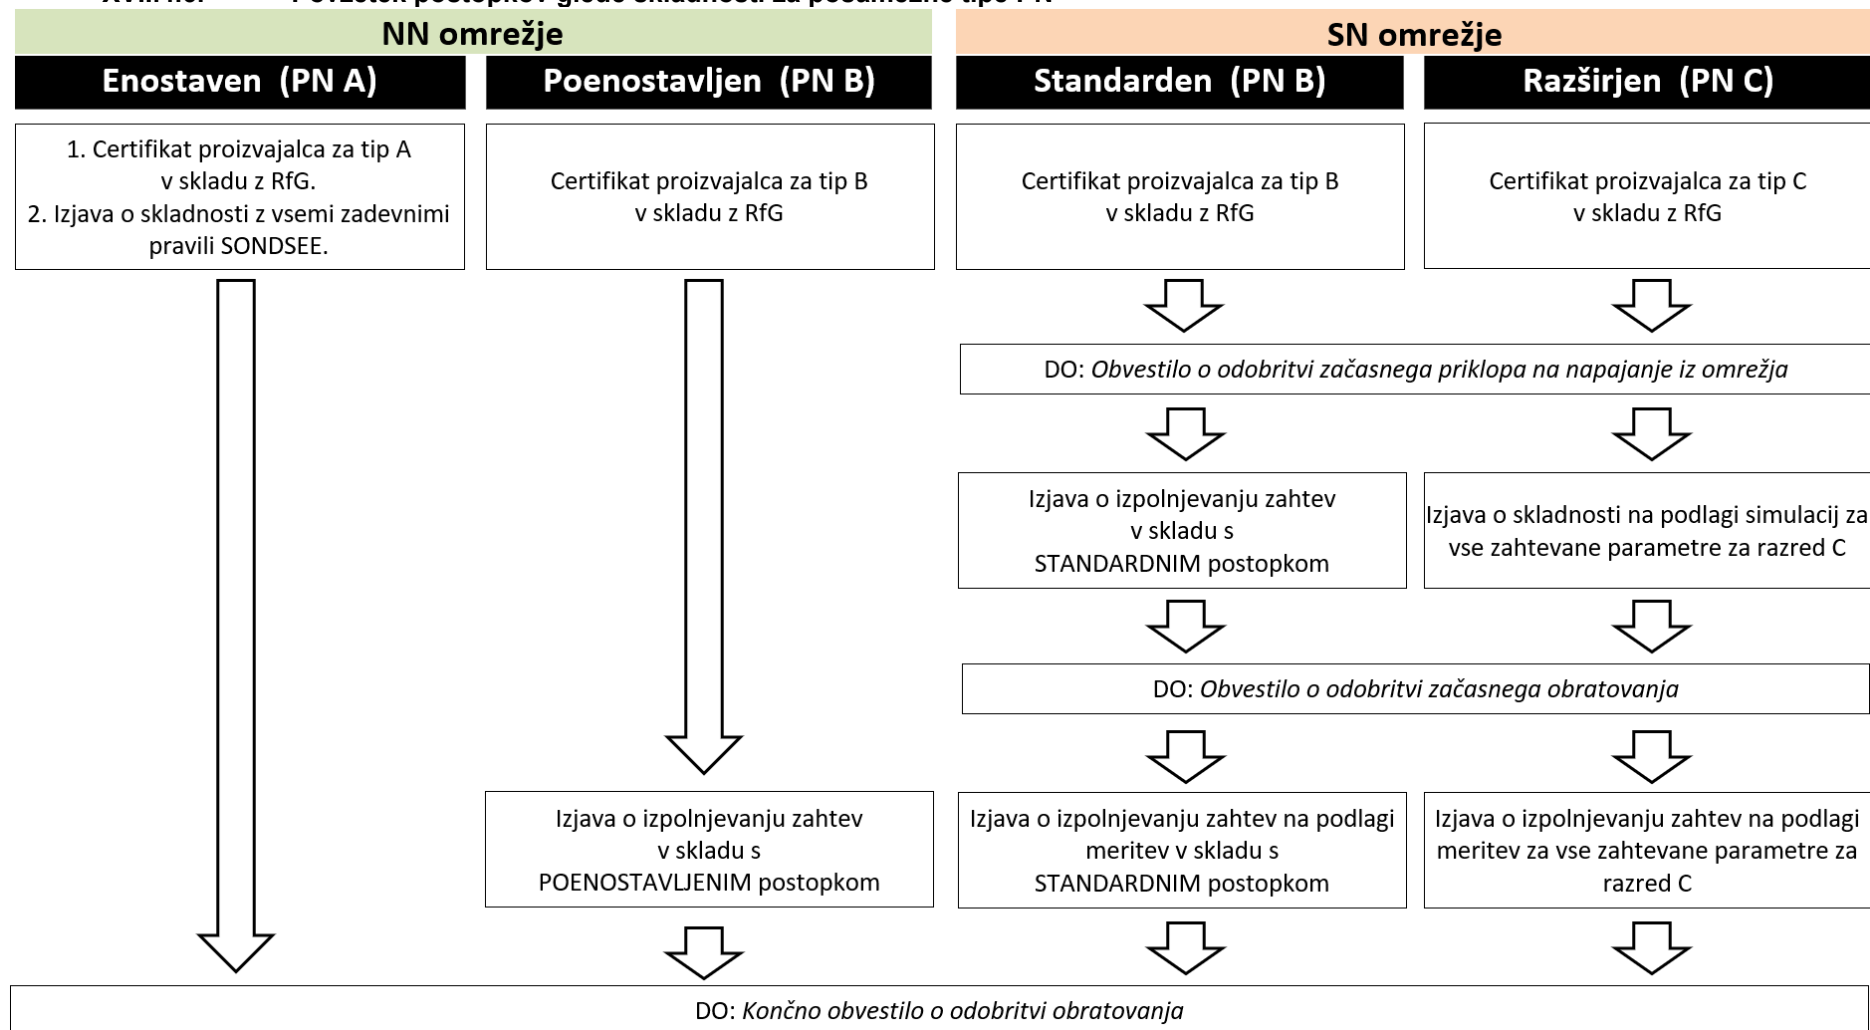 NN omrežje
SN omrežje
Enostaven (PN A)
Poenostavljen (PN B)
Standarden (PN B)
Razširjen (PN C)
1. Certifikat proizvajalca za tip A
v skladu z RfG.
2. Izjava o skladnosti z vsemi zadevnimi
pravili SONDSEE.
Certifikat proizvajalca za tip B
v skladu z RfG
Certifikat proizvajalca za tip B
v skladu z RfG
Certifikat proizvajalca za tip C
v skladu z RfG
DO: Obvestilo o odobritvi začasnega priklopa na napajanje iz omrežja
Izjava o izpolnjevanju zahtev
v skladu s
STANDARDNIM postopkom
Izjava o skladnosti na podlagi simulacij za
vse zahtevane parametre za razred C
DO: Obvestilo o odobritvi začasnega obratovanja
Izjava o izpolnjevanju zahtev
v skladu s
POENOSTAVLJENIM postopkom
Izjava o izpolnjevanju zahtev na podlagi
meritev v skladu s
STANDARDNIM postopkom
Izjava o izpolnjevanju zahtev na podlagi
meritev za vse zahtevane parametre za
razred C
DO: Končno obvestilo o odobritvi obratovanja